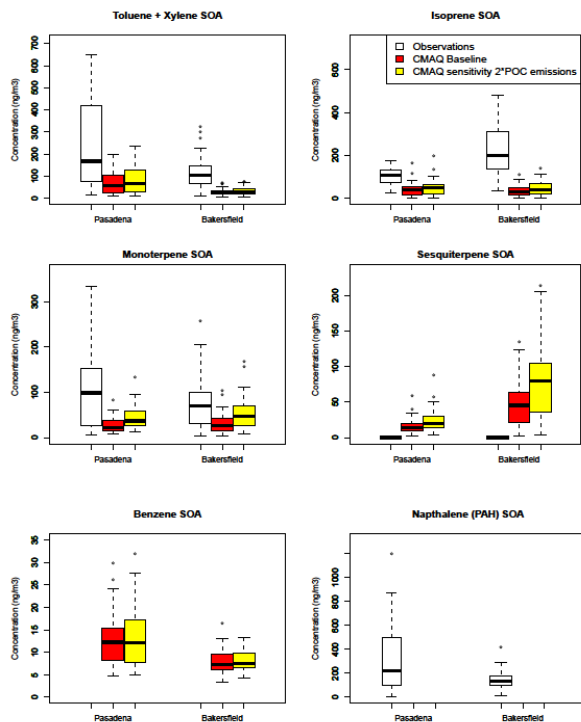 Toluene + Xylene SOA
Concentration (ng/m3)
0 100 200 300 400 500 600 700
Pasadena Bakersfield
Isoprene SOA
Concentration (ng/m3)
0 200 400 600
Observations
CMAQ Baseline
CMAQ sensitivity 2*POC emissions
Pasadena Bakersfield
Monoterpene SOA
Concentration (ng/m3)
0 100 200 300
Pasadena Bakersfield
Sesquiterpene SOA
Concentration (ng/m3)
0 50 100 150 200
Pasadena Bakersfield
Benzene SOA
Concentration (ng/m3)
0 5 10 15 20 25 30 35
Pasadena Bakersfield
Napthalene (PAH) SOA
Concentration (ng/m3)
0 200 400 600 800 1000
Pasadena Bakersfield